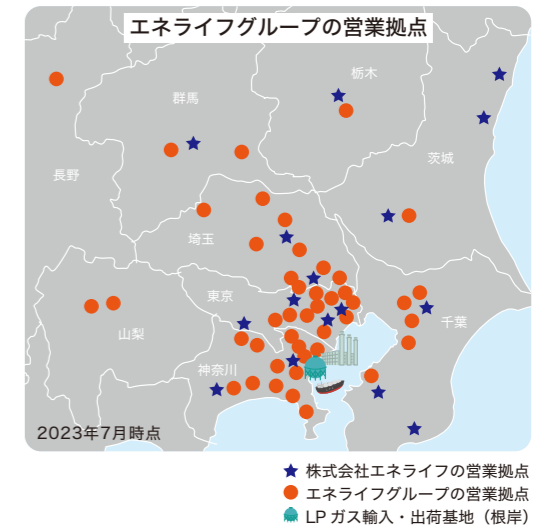 エネライフグループの営業拠点
栃木
群馬
茨城
長野
埼玉
東京
千葉
山梨
神奈川
2023年7月時点
株式会社エネライフの営業拠点
エネライフグループの営業拠点
LPガス輸入・出荷基地（根岸）